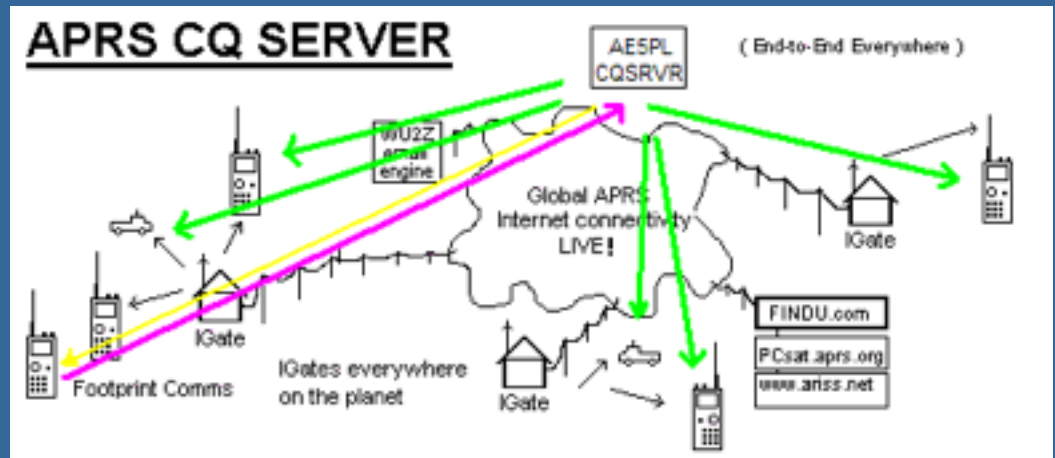 APRS CQ SERVER
AE5PL
CQSRVR
( End-to-End Everywhere )
WU2Z
email
engine
Global APRS
Internet connectivity
LIVE!
IGate
IGate
FINDU.com
PCsat.aprs.org
www.ariss.net
IGates everywhere
on the planet
IGate
Footprint Comms